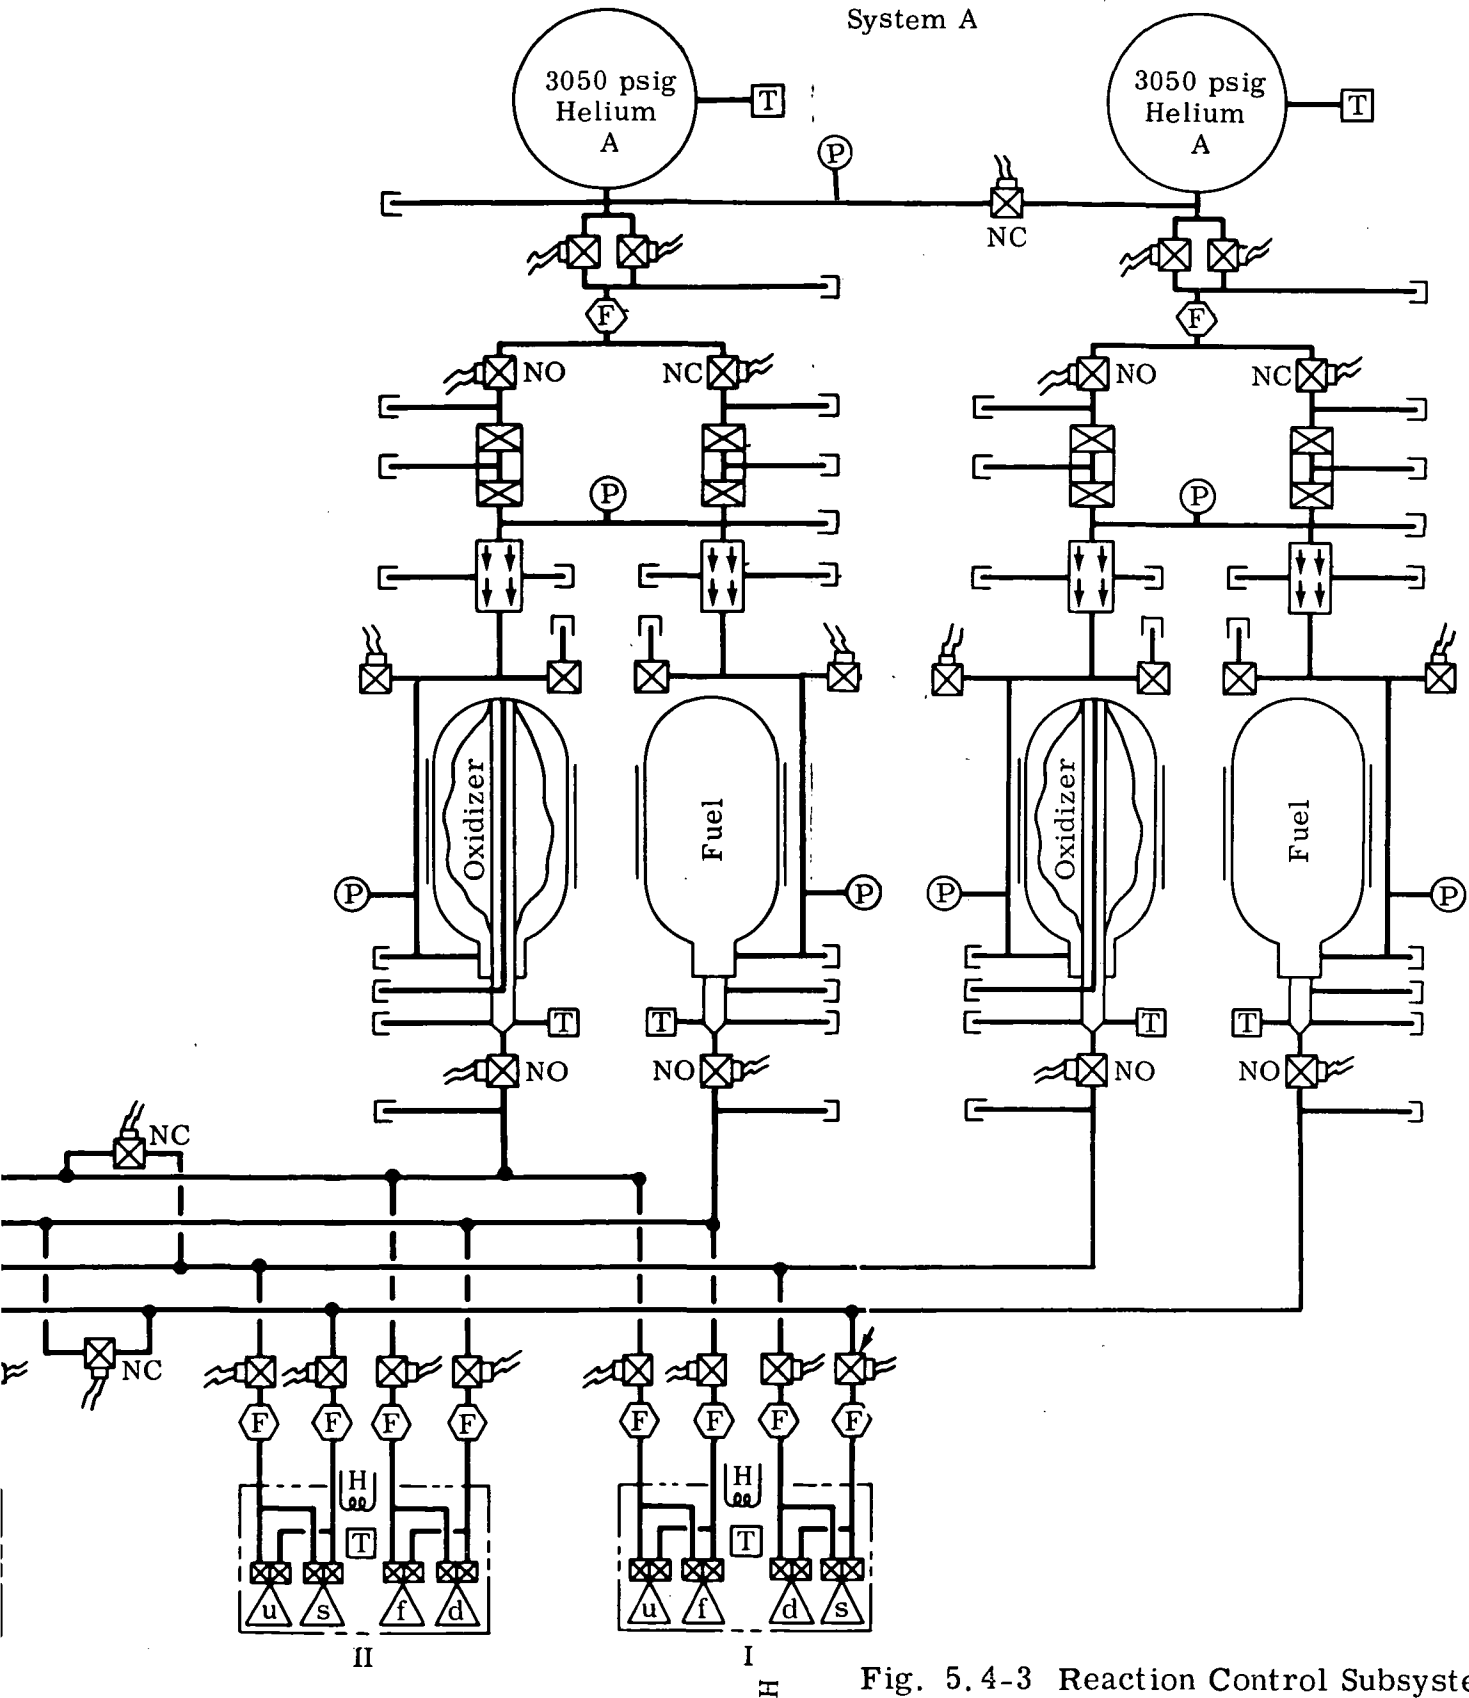 System A
3050 psig
Helium
A
T
3050 psig
Helium
A
T
P
NC
F
F
NO
NC
NO
NC
P
P
Oxidizer
Fuel
Oxidizer
Fuel
P
P
P
P
T
T
T
T
NO
NO
NO
NO
NC
NC
F
F
F
F
F
F
F
F
H
H
T
T
u
s
f
d
u
f
d
s
II
I
H
Fig. 5.4-3 Reaction Control Subsyste